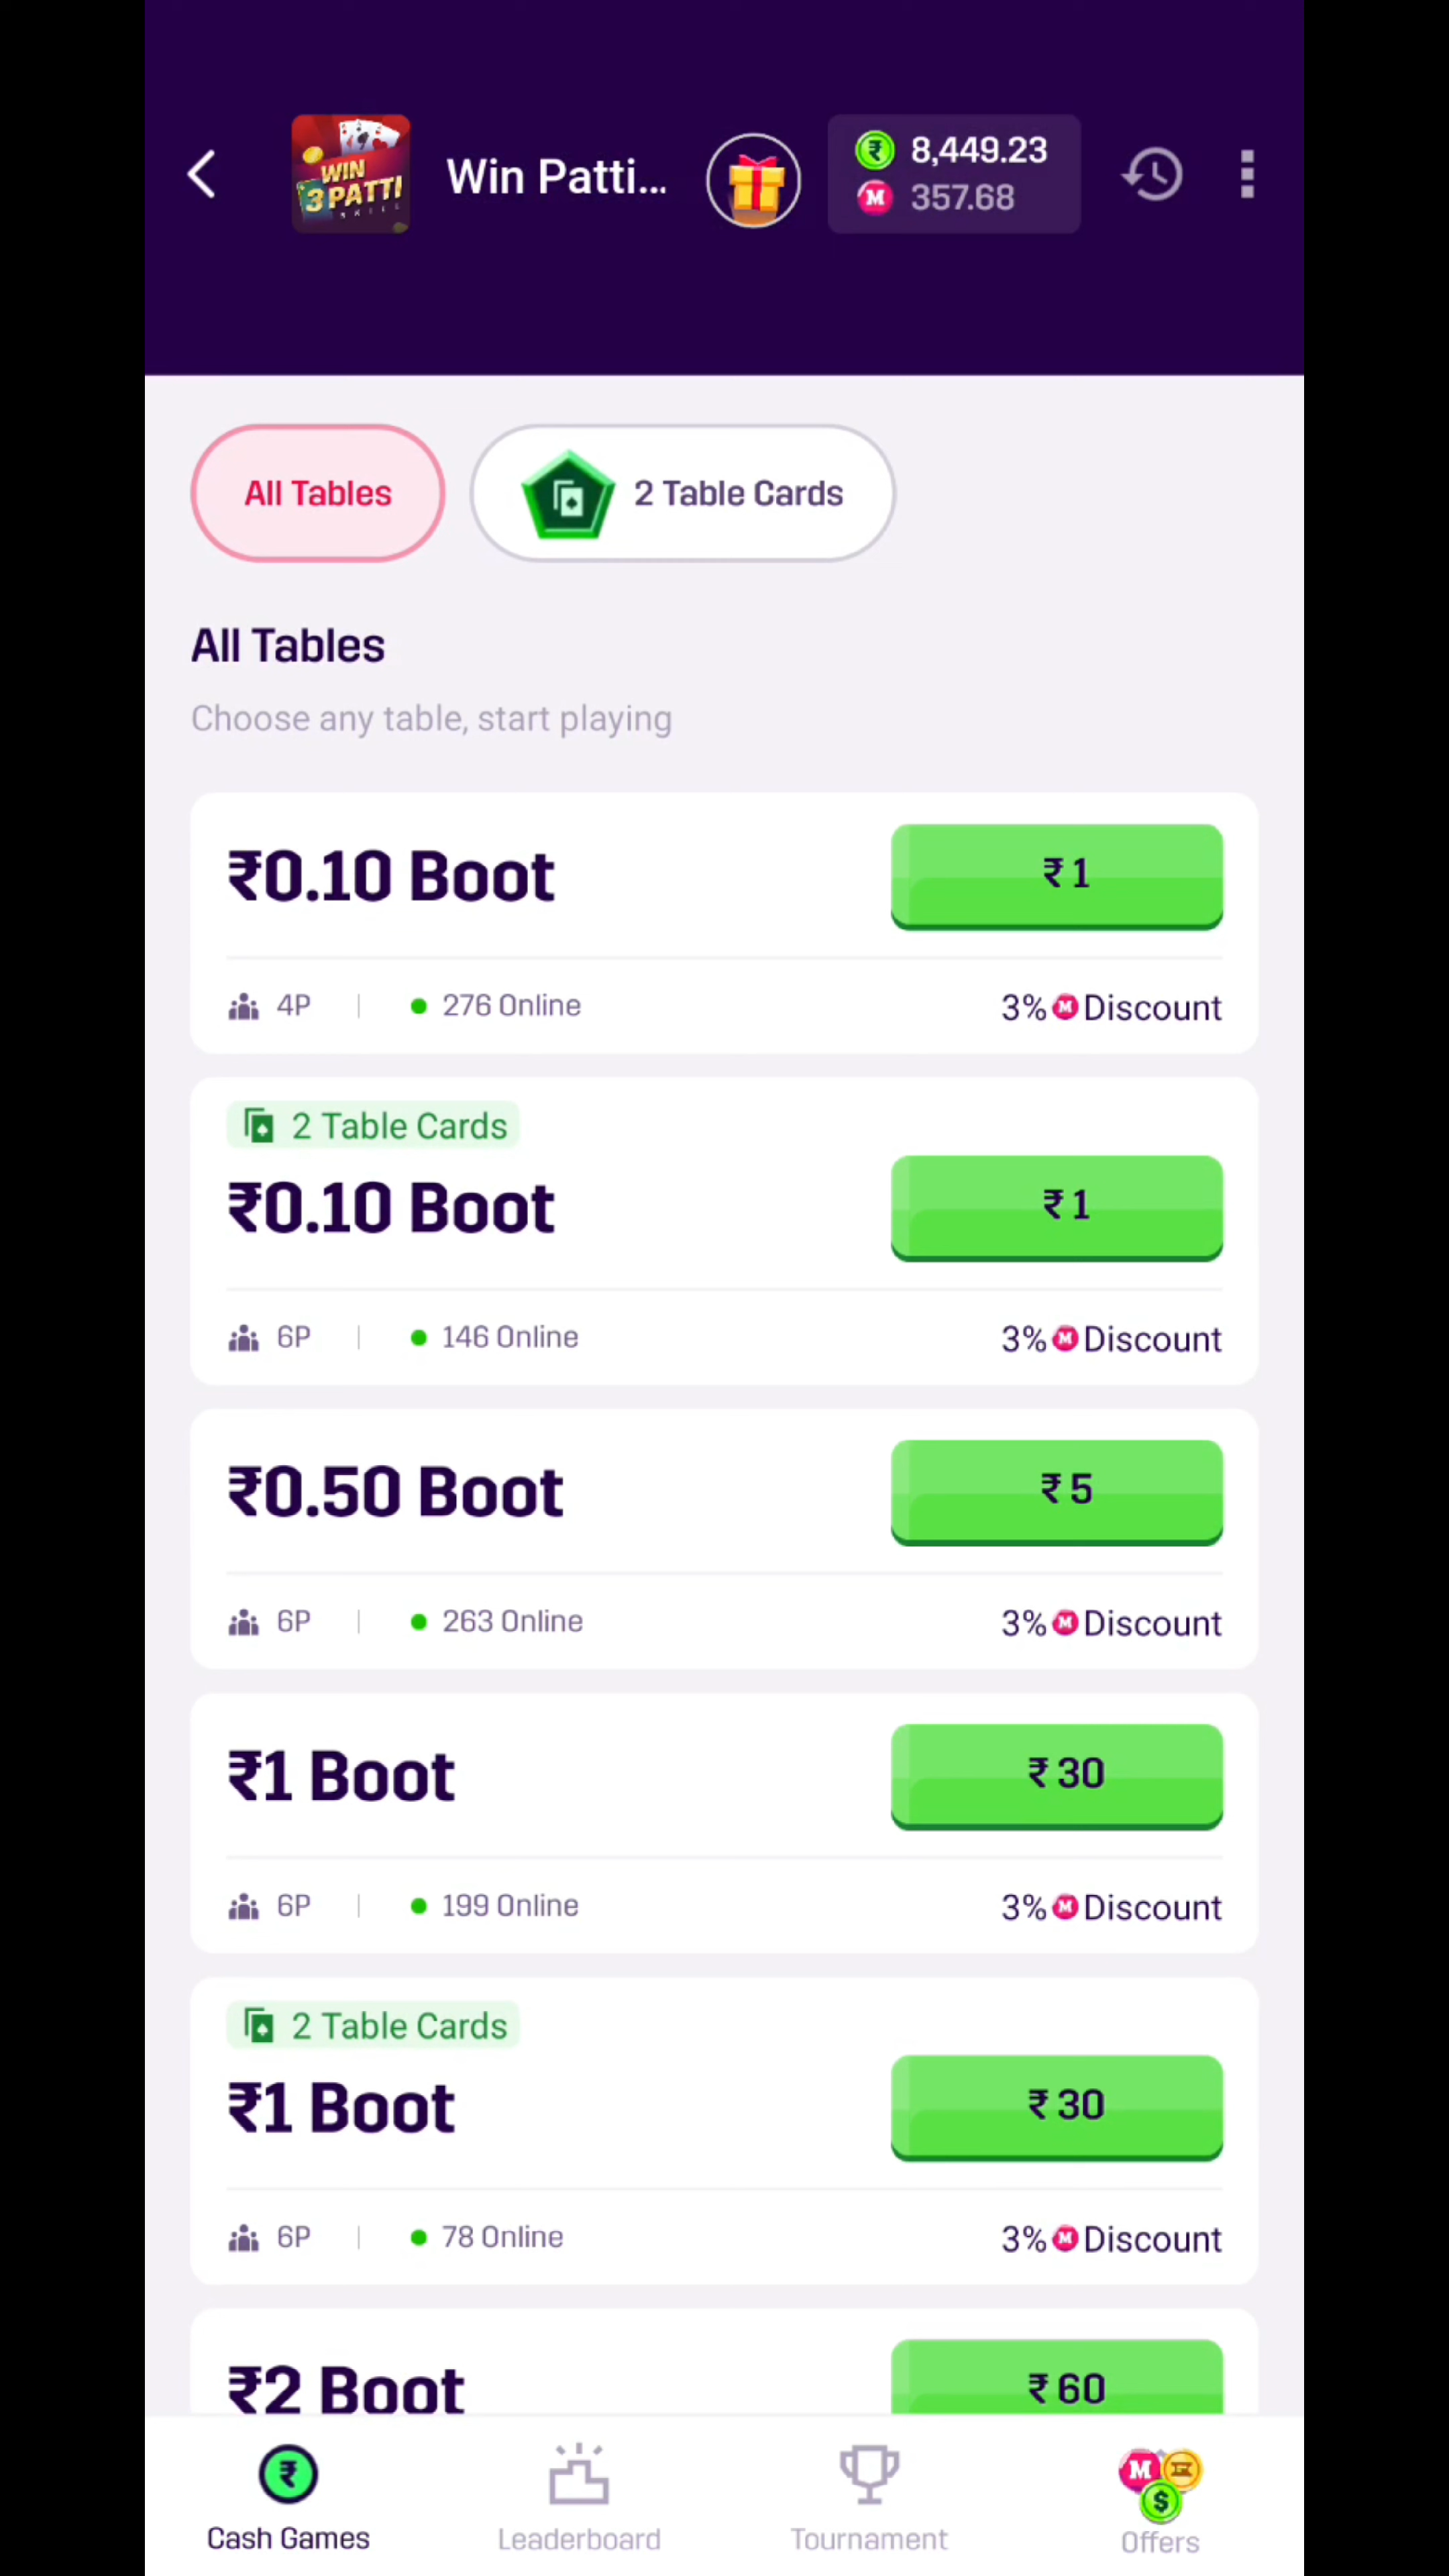 WIN
3 PATTI
Win Patti...
₹ 8,449.23
M 357.68
All Tables
2 Table Cards
All Tables
Choose any table, start playing
₹0.10 Boot
₹ 1
4P
276 Online
3% M Discount
2 Table Cards
₹0.10 Boot
₹ 1
6P
146 Online
3% M Discount
₹0.50 Boot
₹ 5
6P
263 Online
3% M Discount
₹1 Boot
₹ 30
6P
199 Online
3% M Discount
2 Table Cards
₹1 Boot
₹ 30
6P
78 Online
3% M Discount
₹2 Boot
₹ 60
₹
M
$
Cash Games
Leaderboard
Tournament
Offers